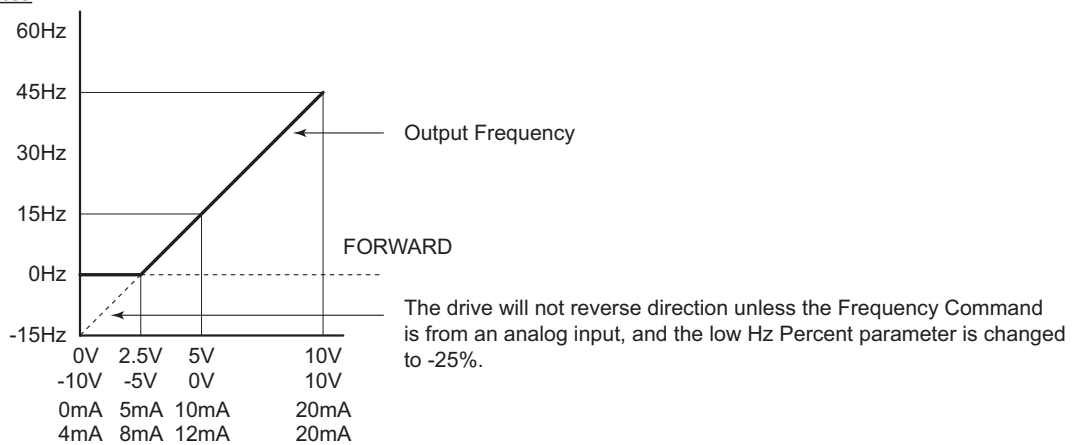 60Hz
45Hz
Output Frequency
30Hz
15Hz
FORWARD
0Hz
The drive will not reverse direction unless the Frequency Command
is from an analog input, and the low Hz Percent parameter is changed
to -25%.
-15Hz
0V 2.5V 5V 10V
-10V -5V 0V 10V
0mA 5mA 10mA 20mA
4mA 8mA 12mA 20mA